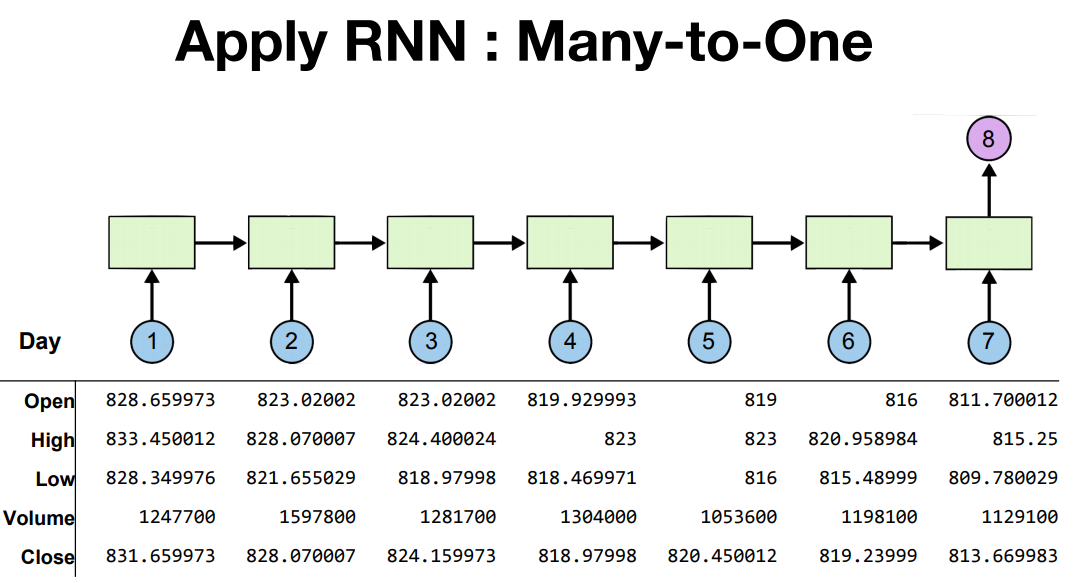 Apply RNN : Many-to-One
8
Day 1 2 3 4 5 6 7
Open 828.659973 823.02002 823.02002 819.929993 819 816 811.700012
High 833.450012 828.070007 824.400024 823 823 820.958984 815.25
Low 828.349976 821.655029 818.97998 818.469971 816 815.48999 809.780029
Volume 1247700 1597800 1281700 1304000 1053600 1198100 1129100
Close 831.659973 828.070007 824.159973 818.97998 820.450012 819.23999 813.669983